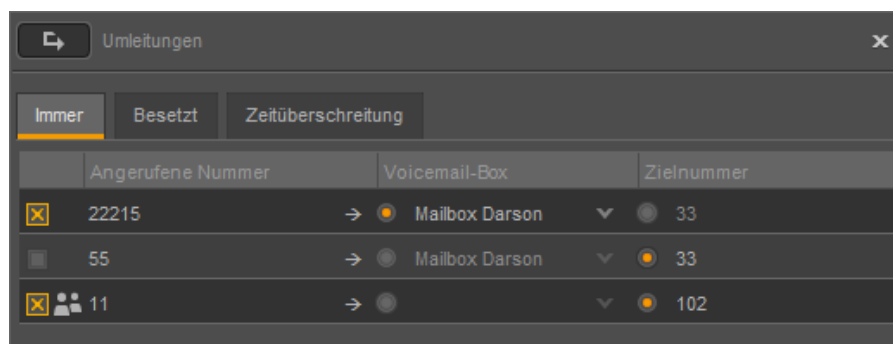 Umleitungen
Immer Besetzt Zeitüberschreitung
Angerufene Nummer Voicemail-Box Zielnummer
22215 → Mailbox Darson 33
55 → Mailbox Darson 33
11 → 102